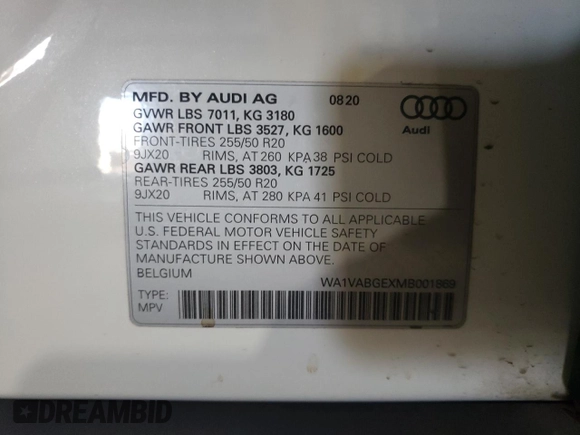 MFD. BY AUDI AG 08 20
GVWR LBS 7011, KG 3180
GAWR FRONT LBS 3527, KG 1600
FRONT-TIRES 255/50 R20
9JX20 RIMS, AT 260 KPA 38 PSI COLD
GAWR REAR LBS 3803, KG 1725
REAR-TIRES 255/50 R20
9JX20 RIMS, AT 280 KPA 41 PSI COLD
Audi
THIS VEHICLE CONFORMS TO ALL APPLICABLE
U.S. FEDERAL MOTOR VEHICLE SAFETY
STANDARDS IN EFFECT ON THE DATE OF
MANUFACTURE SHOWN ABOVE.
BELGIUM WA1VABGEXMB001869
TYPE:
MPV
DREAMBID